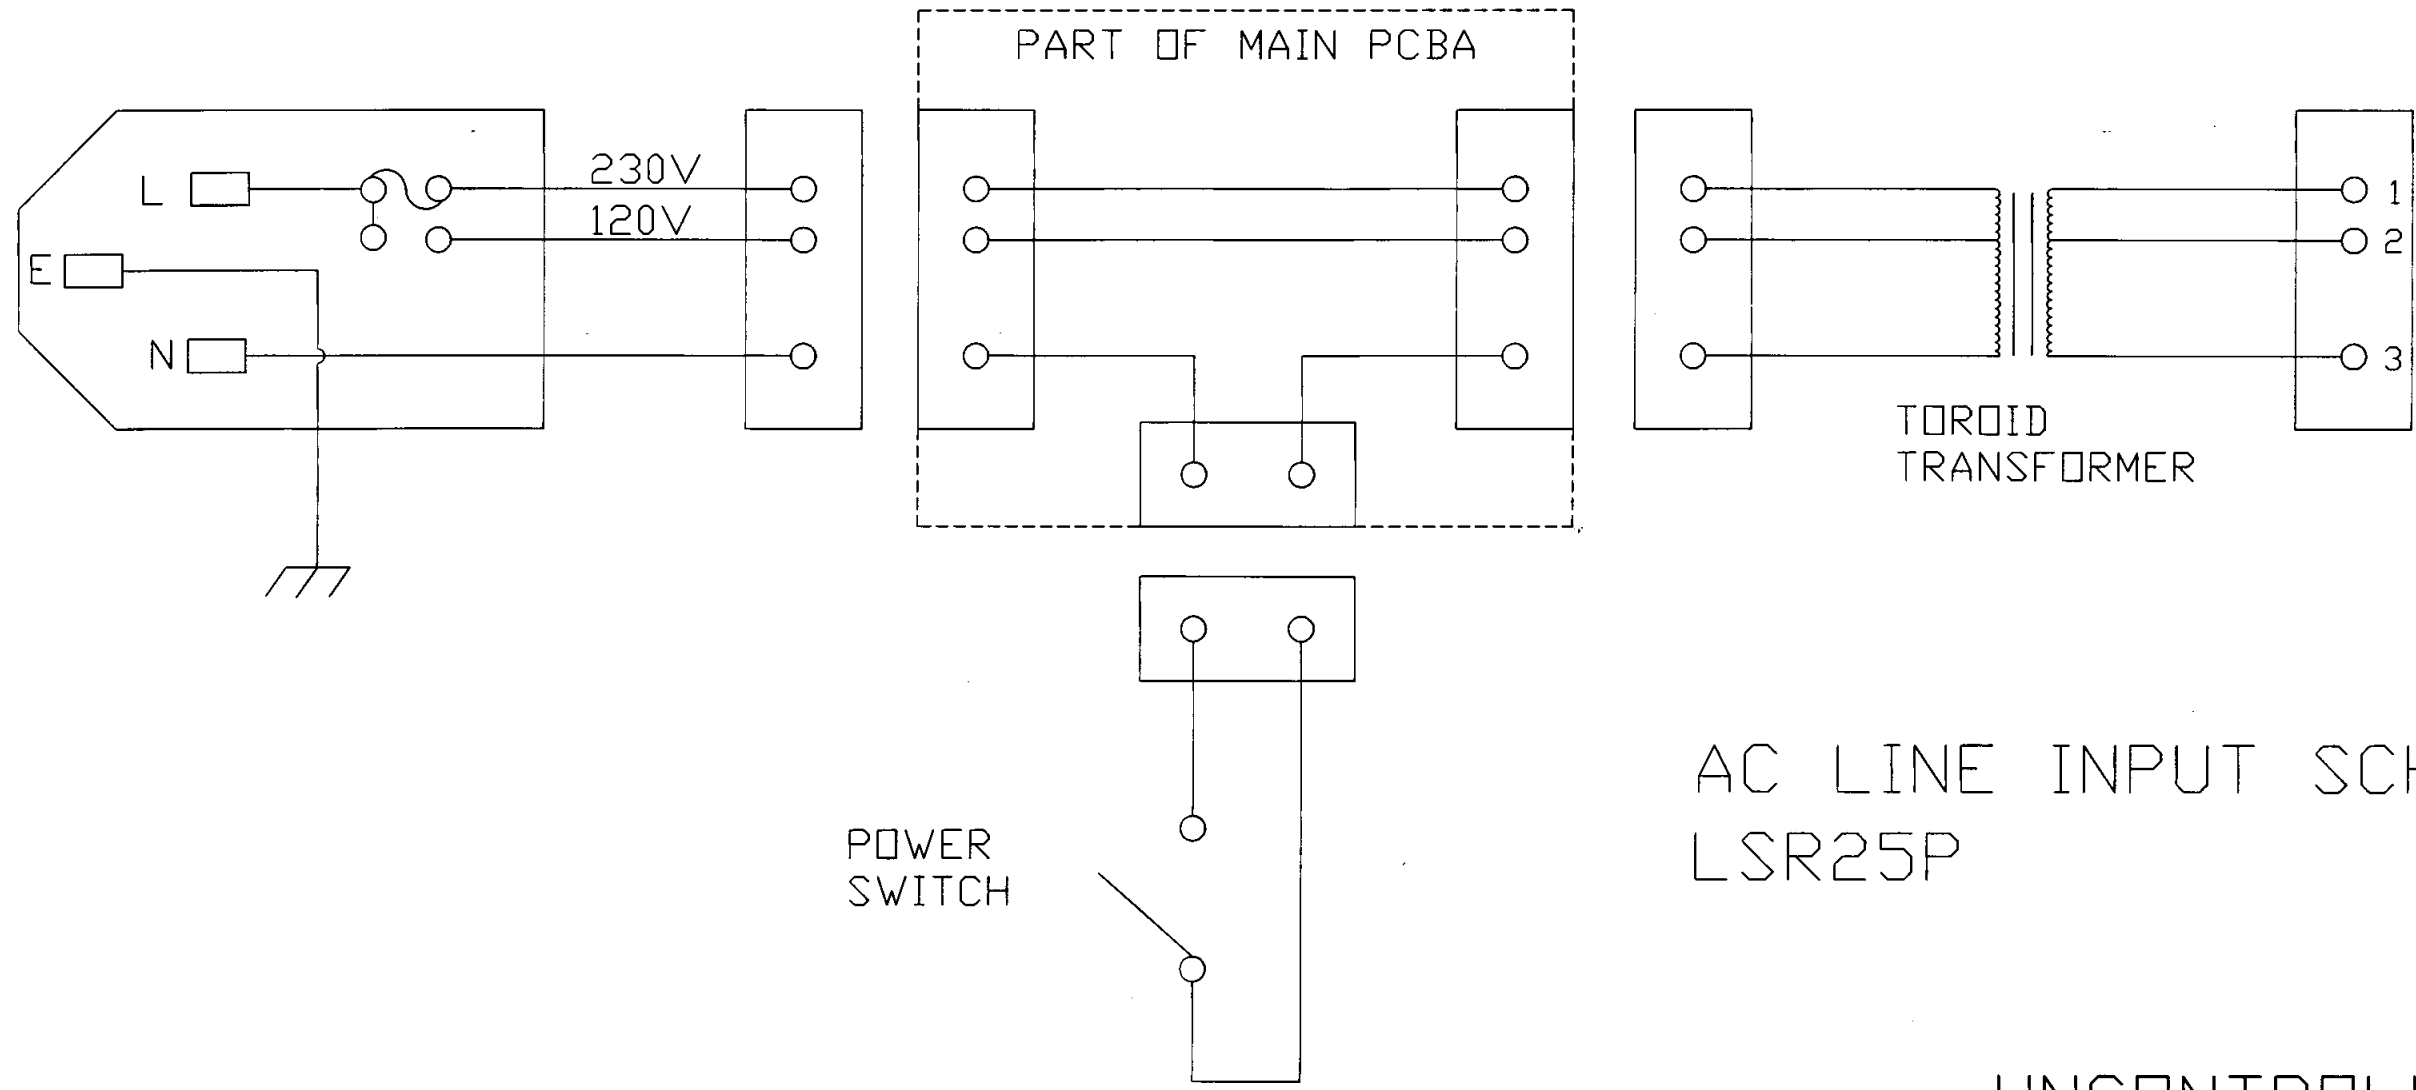 PART OF MAIN PCBA
L
230V
120V
E
N
1
2
3
TOROID
TRANSFORMER
POWER
SWITCH
AC LINE INPUT
LSR25P